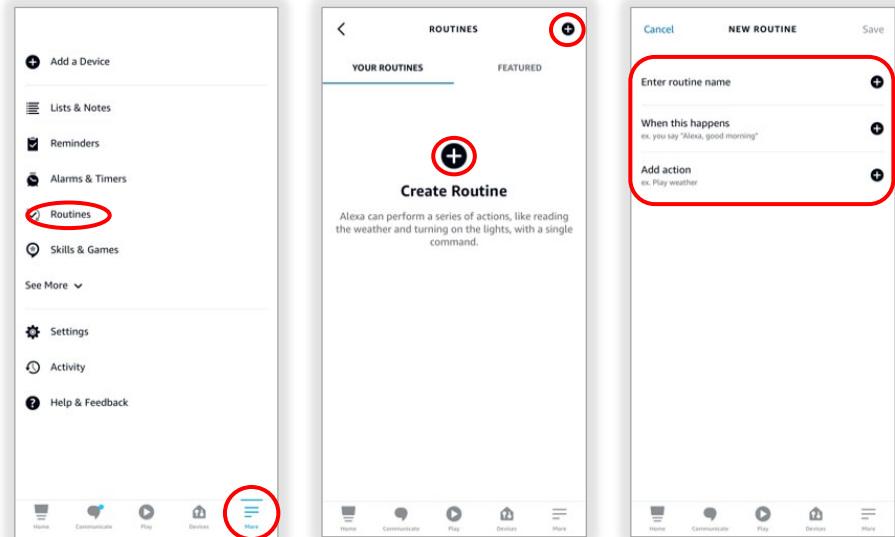 Add a Device
Lists & Notes
Reminders
Alarms & Timers
Routines
Skills & Games
See More
Settings
Activity
Help & Feedback
Home
Communicate
Play
Devices
More
ROUTINES
YOUR ROUTINES
FEATURED
Create Routine
Alexa can perform a series of actions, like reading
the weather and turning on the lights, with a single
command.
Home
Communicate
Play
Devices
More
Cancel
NEW ROUTINE
Save
Enter routine name
When this happens
ex. you say "Alexa, good morning"
Add action
ex. Play weather
Home
Communicate
Play
Devices
More